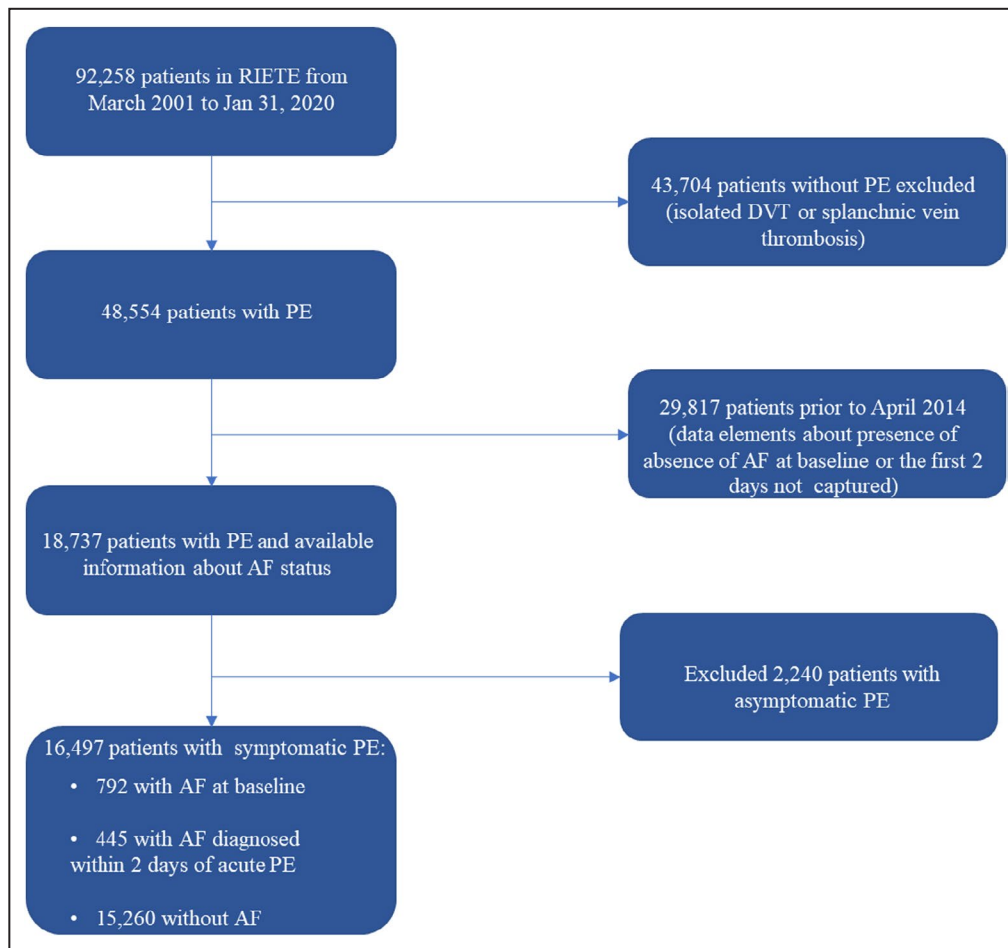 92,258 patients in RIETE from
March 2001 to Jan 31, 2020
43,704 patients without PE excluded
(isolated DVT or splanchnic vein
thrombosis)
48,554 patients with PE
29,817 patients prior to April 2014
(data elements about presence of
absence of AF at baseline or the first 2
days not captured)
18,737 patients with PE and available
information about AF status
Excluded 2,240 patients with
asymptomatic PE
16,497 patients with symptomatic PE:
• 792 with AF at baseline
• 445 with AF diagnosed
within 2 days of acute PE
• 15,260 without AF